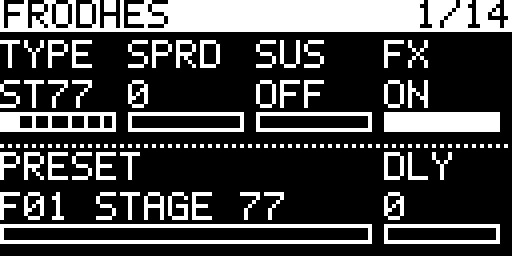 FRODHES 1/14
TYPE SPRD SUS FX
ST77 0 OFF ON
PRESET DLY
F01 STAGE 77 0